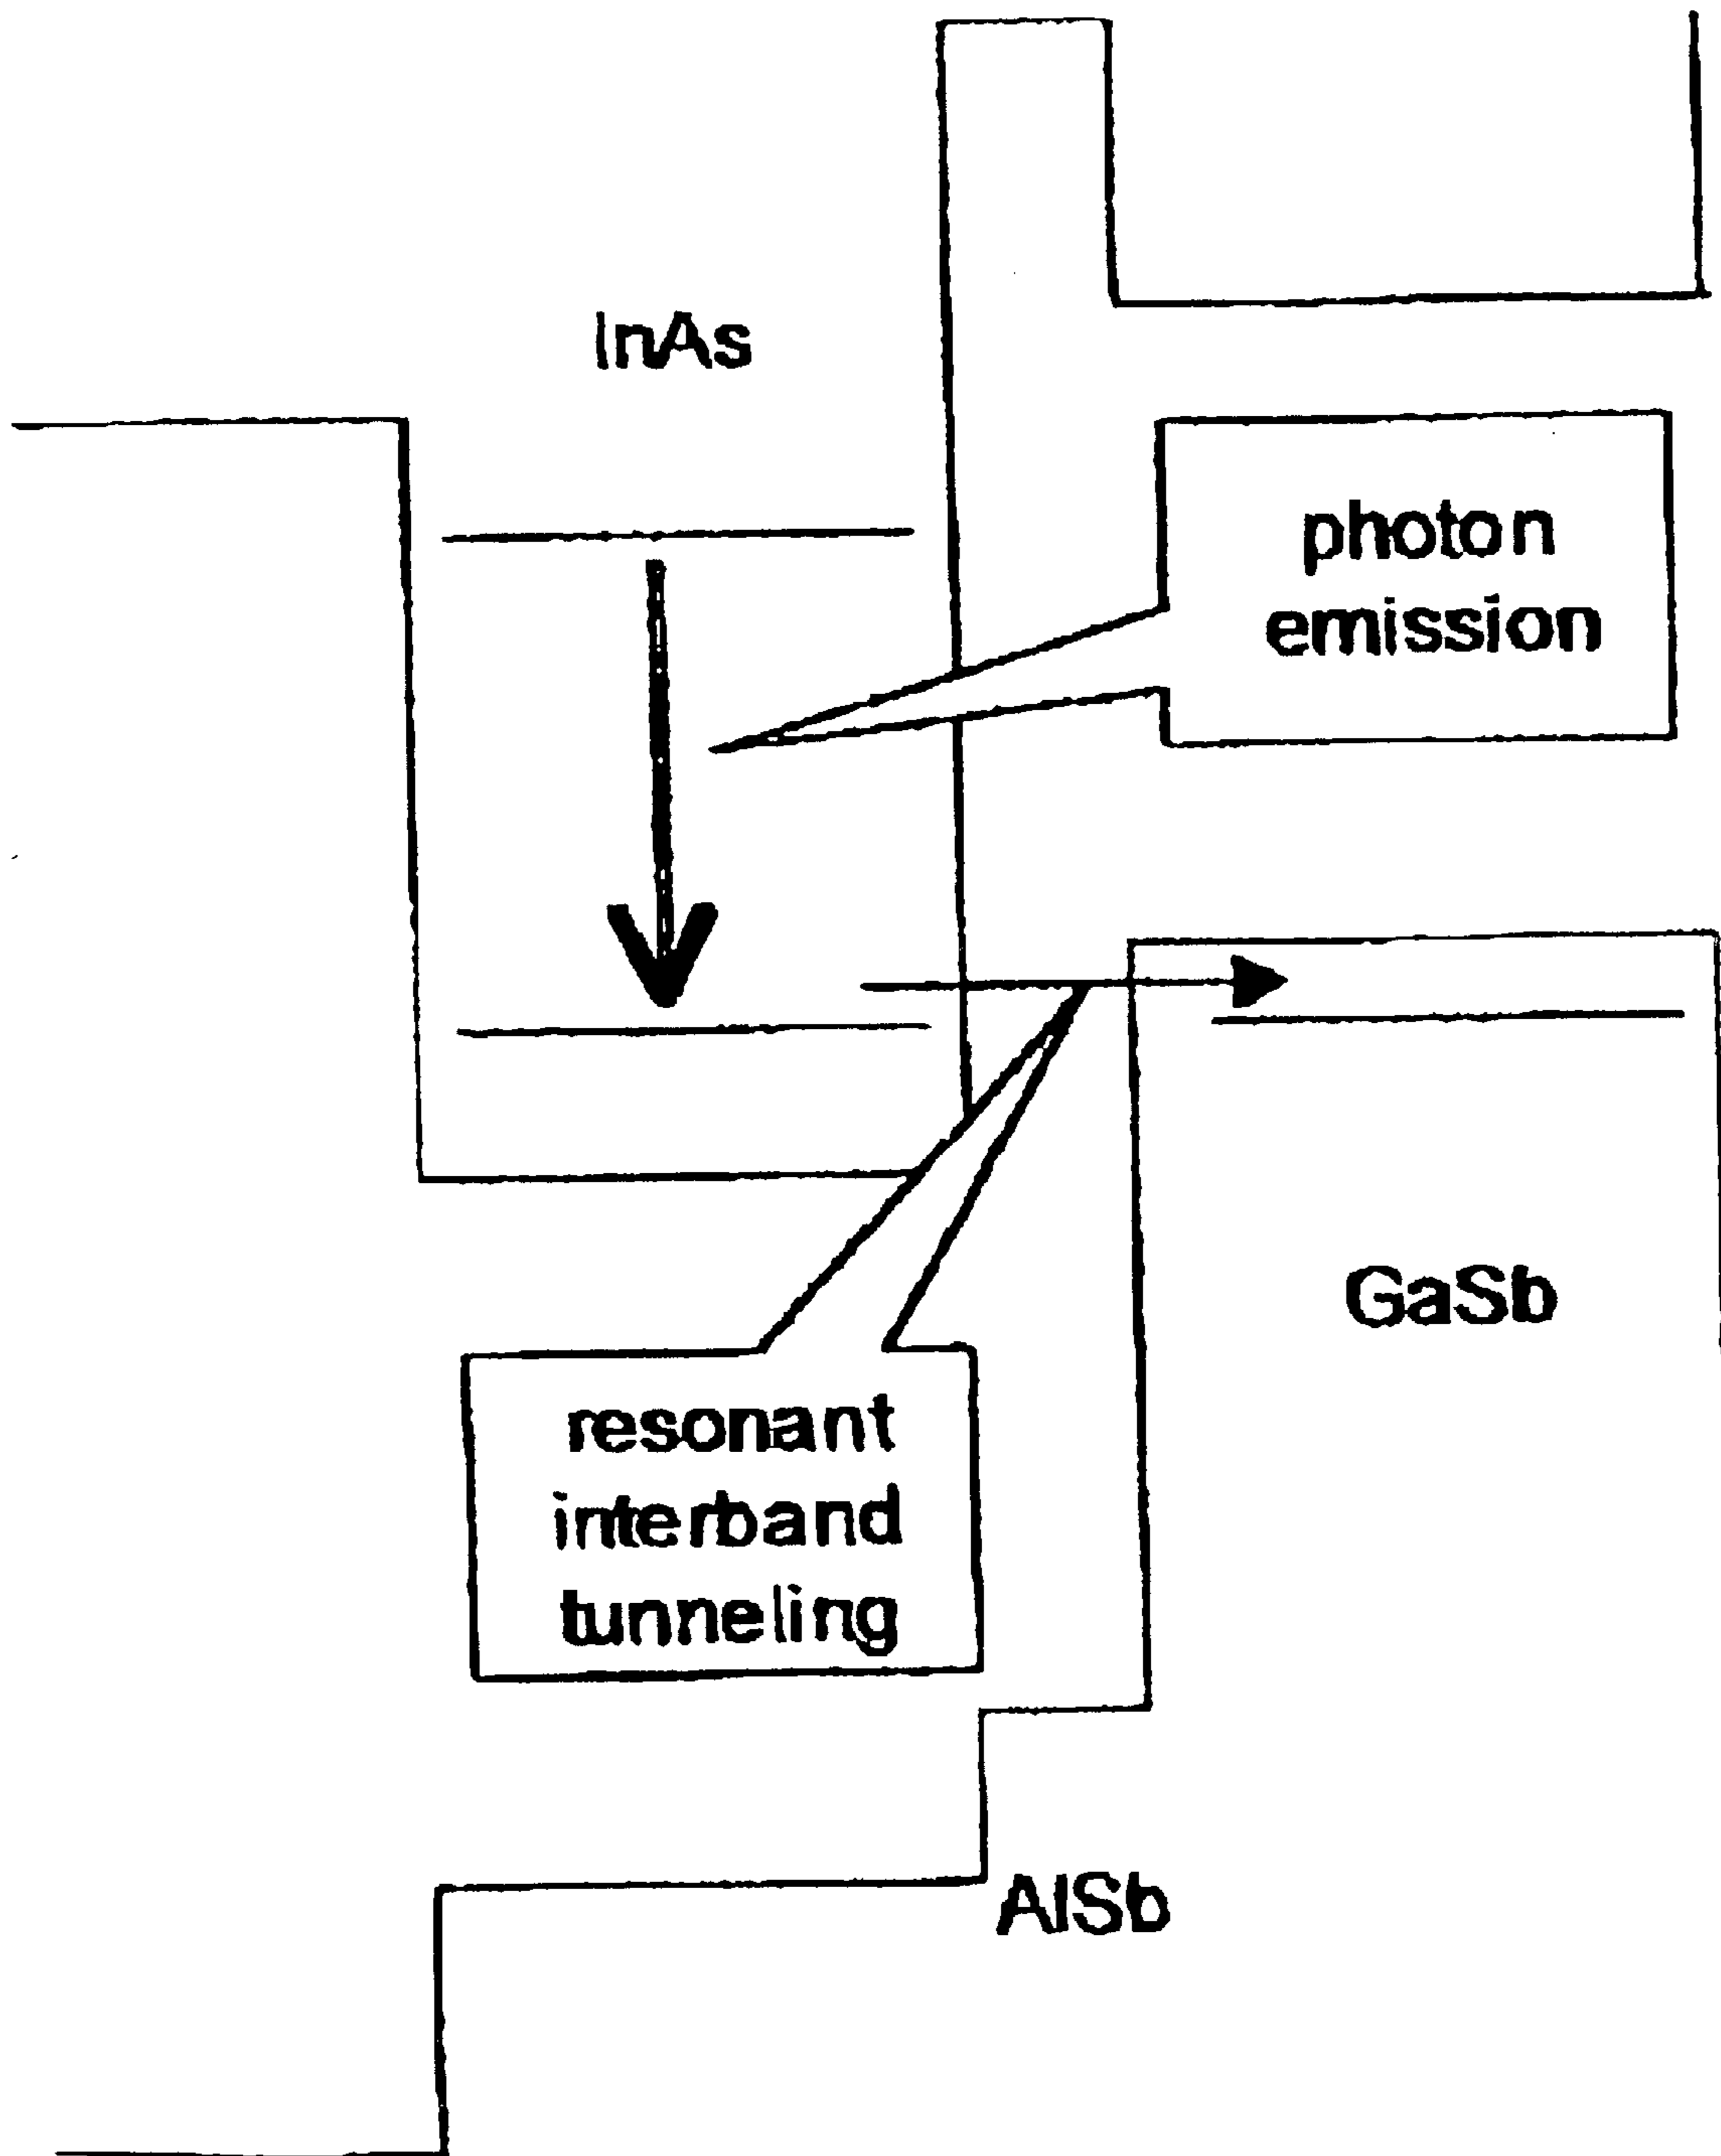 InAs
photon
emission
GaSb
resonant
interband
tunneling
AlSb